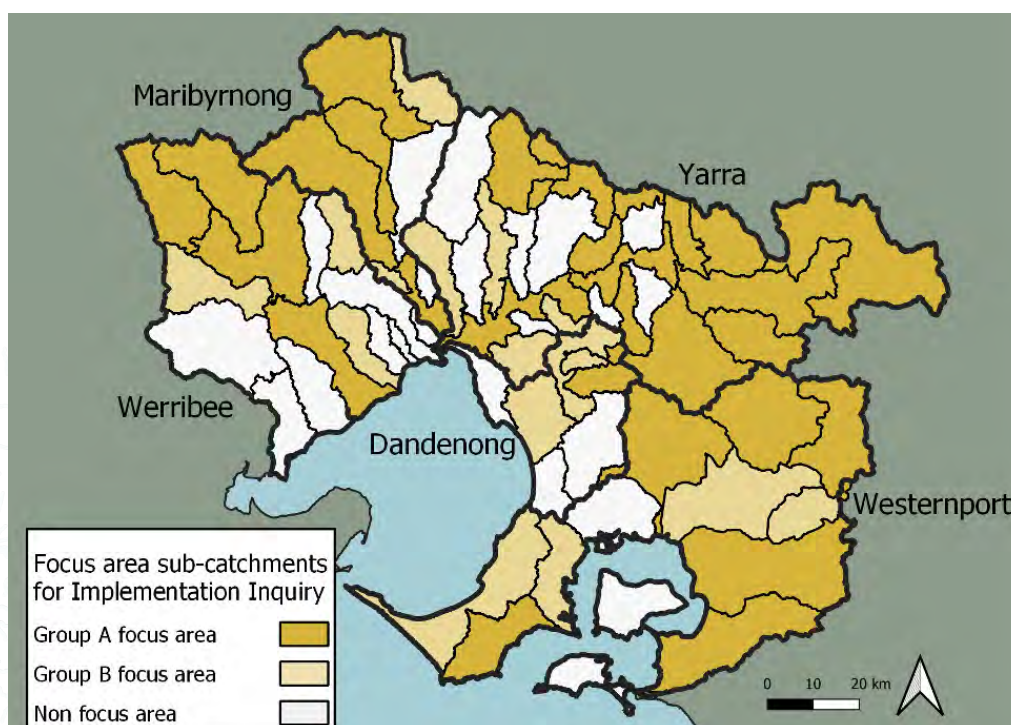 Maribyrnong
Yarra
Werribee
Dandenong
Westernport
Focus area sub-catchments
for Implementation Inquiry
Group A focus area
Group B focus area
Non focus area
0 10 20 km